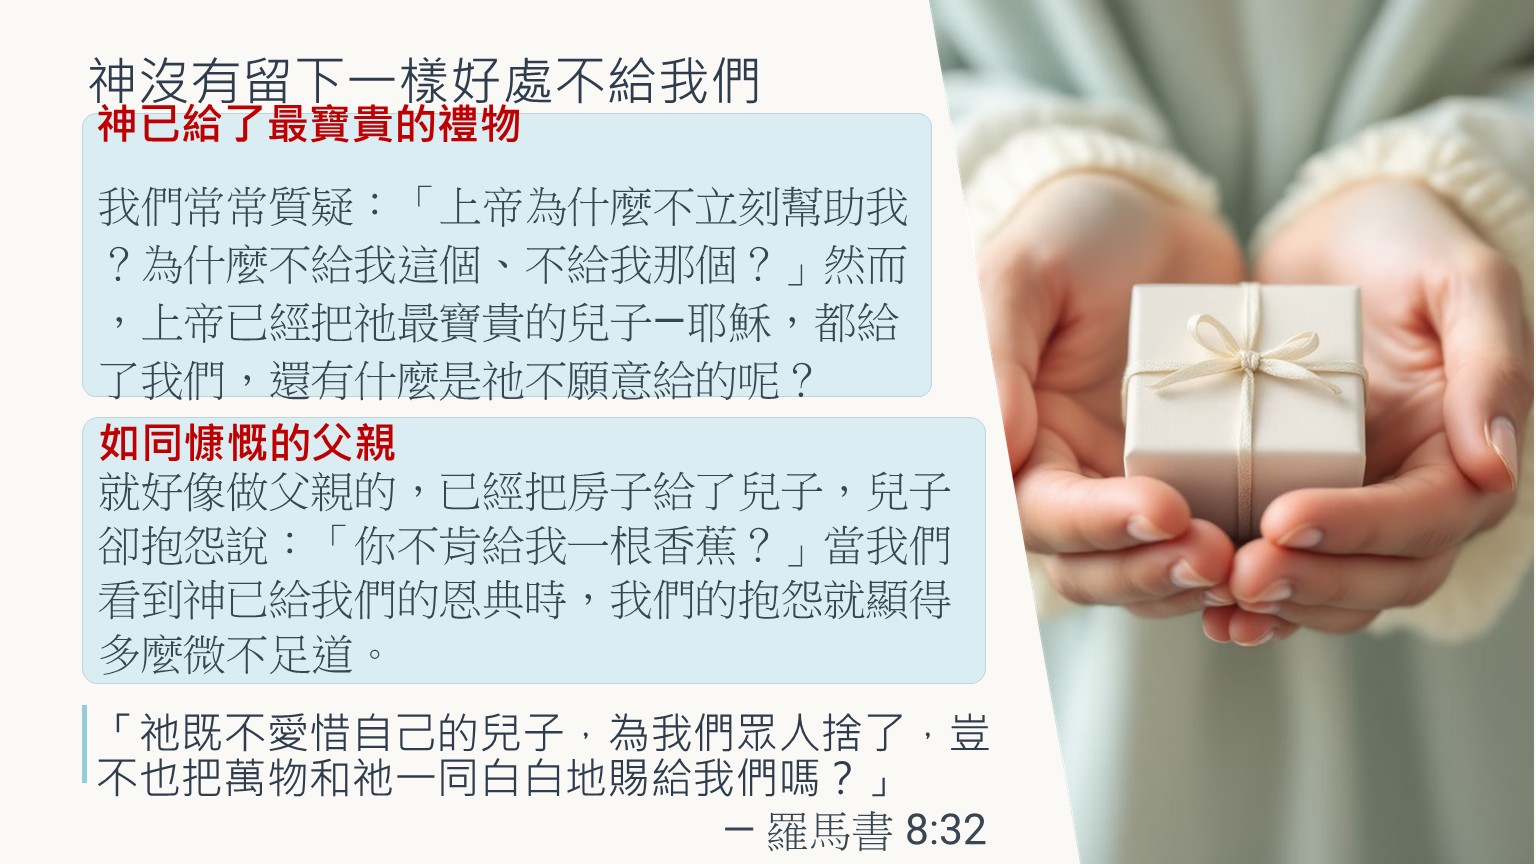 神沒有留下一樣好處不給我們
神已給了最寶貴的禮物
我們常常質疑：「上帝為什麼不立刻幫助我
？為什麼不給我這個、不給我那個？」然而
，上帝已經把祂最寶貴的兒子—耶穌，都給
了我們，還有什麼是祂不願意給的呢？
如同慷慨的父親
就好像做父親的，已經把房子給了兒子，兒子
卻抱怨說：「你不肯給我一根香蕉？」當我們
看到神已給我們的恩典時，我們的抱怨就顯得
多麼微不足道。
「祂既不愛惜自己的兒子，為我們眾人捨了，豈
不也把萬物和祂一同白白地賜給我們嗎？」
— 羅馬書 8:32